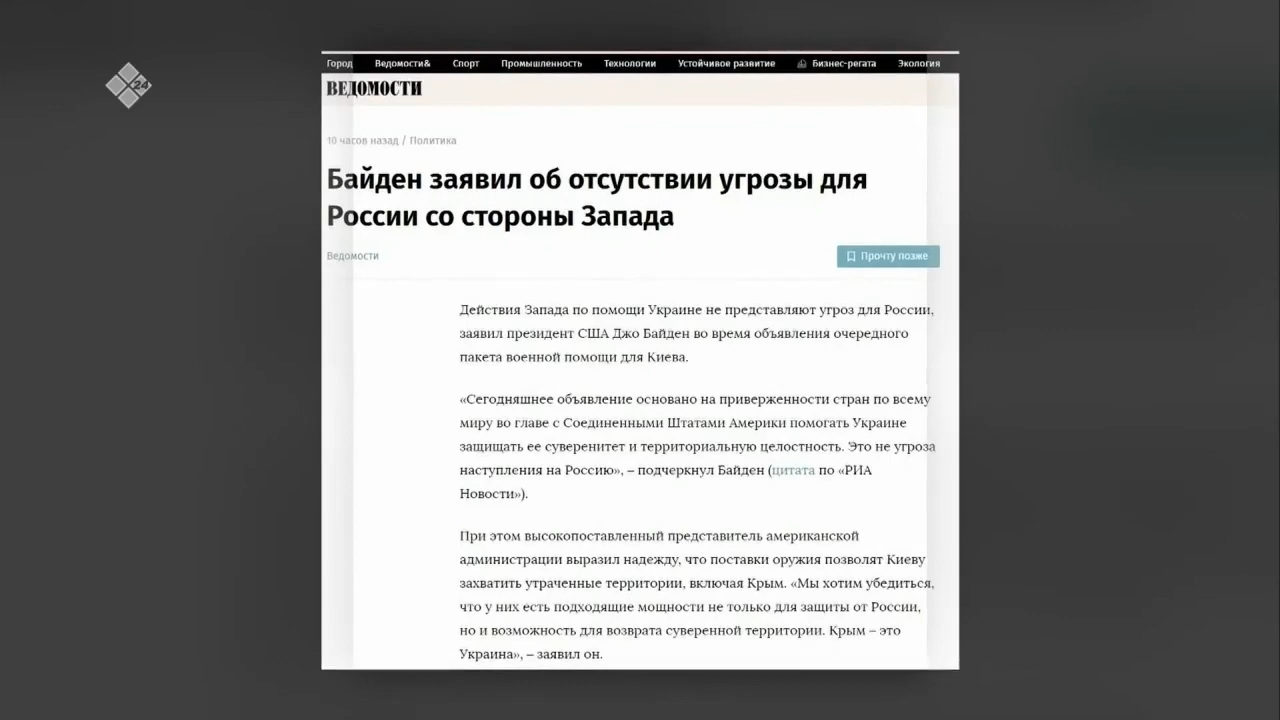 24
Город Ведомости& Спорт Промышленность Технологии Устойчивое развитие Бизнес-регата Экология
ВЕДОМОСТИ
10 часов назад / Политика
Байден заявил об отсутствии угрозы для
России со стороны Запада
Ведомости
Прочту позже
Действия Запада по помощи Украине не представляют угроз для России,
заявил президент США Джо Байден во время объявления очередного
пакета военной помощи для Киева.
«Сегодняшнее объявление основано на приверженности стран по всему
миру во главе с Соединенными Штатами Америки помогать Украине
защищать ее суверенитет и территориальную целостность. Это не угроза
наступления на Россию», – подчеркнул Байден (цитата по «РИА
Новости»).
При этом высокопоставленный представитель американской
администрации выразил надежду, что поставки оружия позволят Киеву
захватить утраченные территории, включая Крым. «Мы хотим убедиться,
что у них есть подходящие мощности не только для защиты от России,
но и возможность для возврата суверенной территории. Крым – это
Украина», – заявил он.